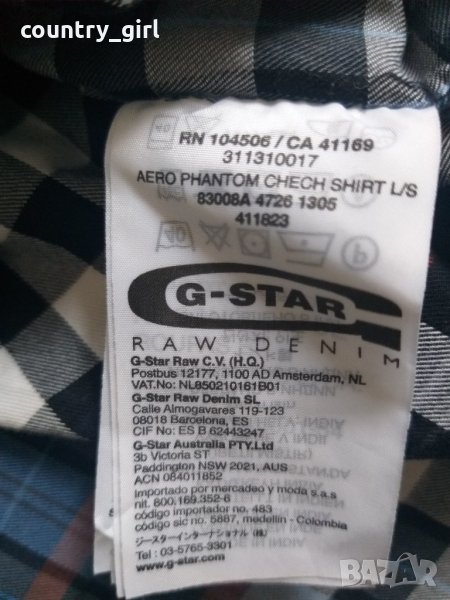 country_girl
RN 104506 / CA 41169
311310017
AERO PHANTOM CHECH SHIRT L/S
83008A 4726 1305
411823
40
G-STAR
RAW DENIM
G-Star Raw C.V. (H.Q.)
Postbus 12177, 1100 AD Amsterdam, NL
VAT.No: NL850210161B01
G-Star Raw Denim SL
Calle Almogavares 119-123
08018 Barcelona, ES
CIF No: ES B 62443247
G-Star Australia PTY.Ltd
3b Victoria ST
Paddington NSW 2021, AUS
ACN 084011852
Importado por mercadeo y moda s.a.s
nit. 800.169.352-6
código importador no. 483
código sic no. 5887, medellin - Colombia
ジースターインターナショナル (株)
Tel : 03-5765-3301
www.g-star.com
BAZAR